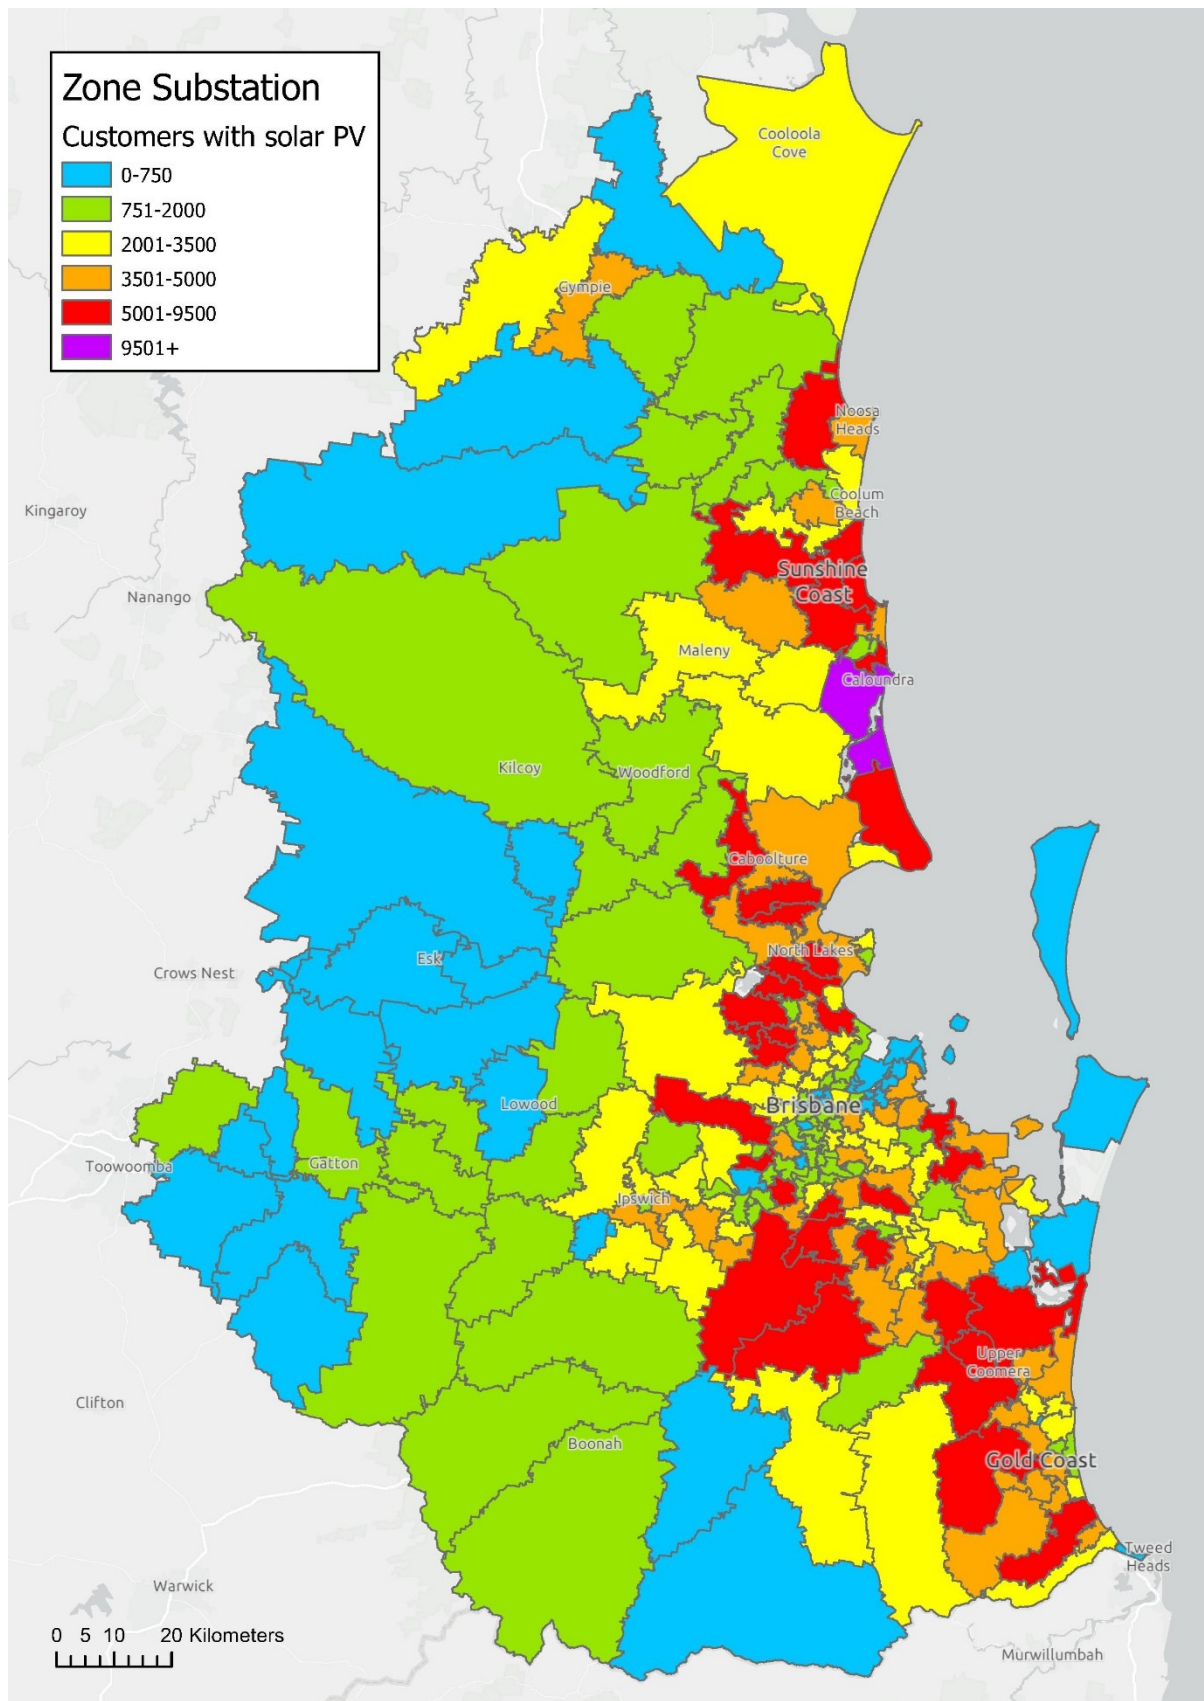 Zone Substation
Customers with solar PV
0-750
751-2000
2001-3500
3501-5000
5001-9500
9501+
Cooloola
Cove
Gympie
Noosa
Heads
Coolum
Beach
Kingaroy
Sunshine
Coast
Nanango
Maleny
Caloundra
Kilcoy
Woodford
Caboolture
North Lakes
Esk
Crows Nest
Lowood
Brisbane
Toowoomba
Gatton
Ipswich
Upper
Coomera
Clifton
Boonah
Gold Coast
Tweed
Heads
Warwick
0 5 10 20 Kilometers
Murwillumbah